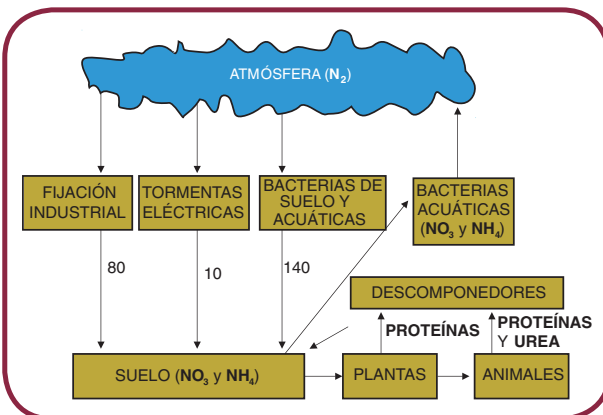 ATMÓSFERA (N₂)
FIJACIÓN
INDUSTRIAL
TORMENTAS
ELÉCTRICAS
BACTERIAS DE
SUELO Y
ACUÁTICAS
BACTERIAS
ACUÁTICAS
(NO₃ y NH₄)
80
10
140
DESCOMPONEDORES
PROTEÍNAS
PROTEÍNAS
Y UREA
SUELO (NO₃ y NH₄)
PLANTAS
ANIMALES